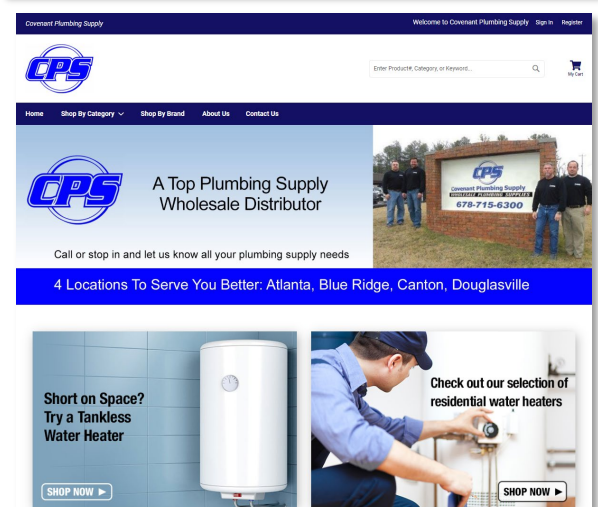 Covenant Plumbing Supply
Welcome to Covenant Plumbing Supply Sign In Register
CPS
Enter Product#, Category, or Keyword...
My Cart
Home Shop By Category Shop By Brand About Us Contact Us
CPS
A Top Plumbing Supply
Wholesale Distributor
Call or stop in and let us know all your plumbing supply needs
CPS
Covenant Plumbing Supply
WHOLESALE PLUMBING SUPPLIES
678-715-6300
4 Locations To Serve You Better: Atlanta, Blue Ridge, Canton, Douglasville
Short on Space?
Try a Tankless
Water Heater
SHOP NOW ►
Check out our selection of
residential water heaters
SHOP NOW ►